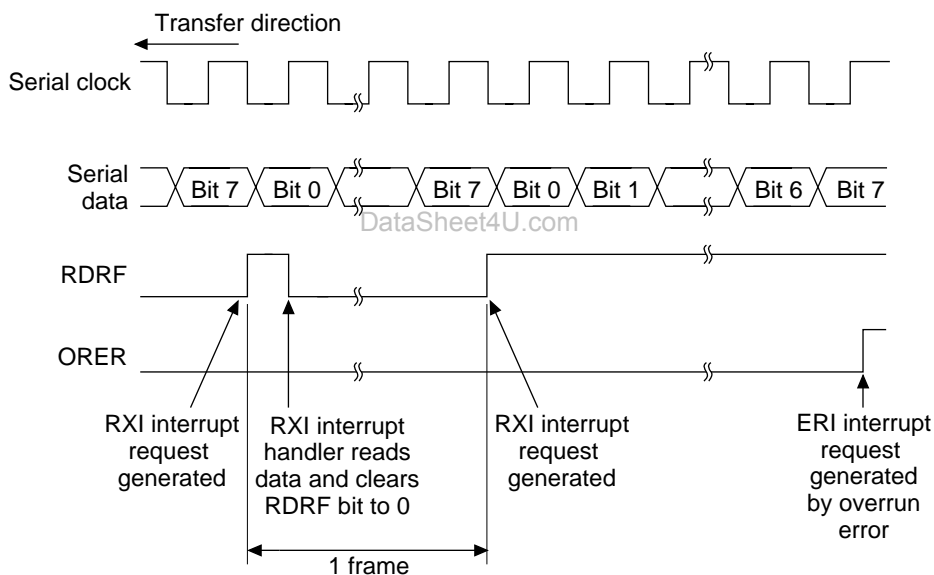 Transfer direction
Serial clock
Serial
data
Bit 7
Bit 0
Bit 7
Bit 0
Bit 1
Bit 6
Bit 7
DataSheet4U.com
RDRF
ORER
RXI interrupt
request
generated
RXI interrupt
handler reads
data and clears
RDRF bit to 0
RXI interrupt
request
generated
ERI interrupt
request
generated
by overrun
error
1 frame